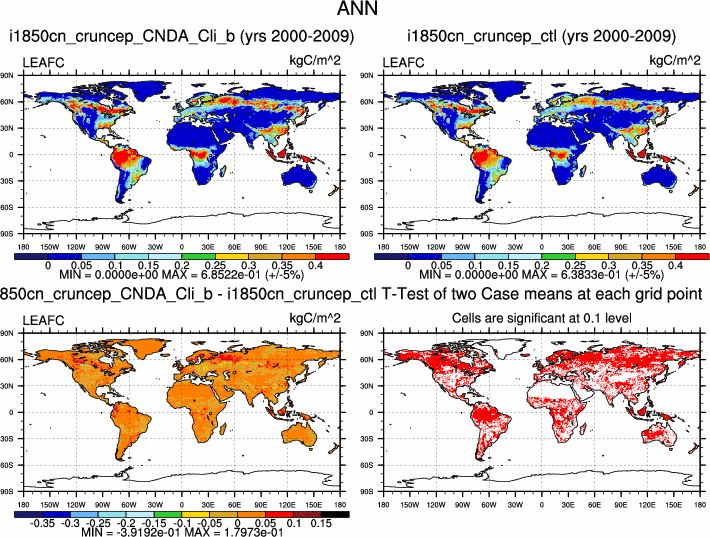 ANN
i1850cn_cruncep_CNDA_Cli_b (yrs 2000-2009)
i1850cn_cruncep_ctl (yrs 2000-2009)
LEAFC kgC/m^2
LEAFC kgC/m^2
90N
60N
30N
0
30S
60S
90S
180 150W 120W 90W 60W 30W 0 30E 60E 90E 120E 150E 180
0 0.05 0.1 0.15 0.2 0.25 0.3 0.35 0.4
MIN = 0.0000e+00 MAX = 6.8522e-01 (+/-5%)
90N
60N
30N
0
30S
60S
90S
180 150W 120W 90W 60W 30W 0 30E 60E 90E 120E 150E 180
0 0.05 0.1 0.15 0.2 0.25 0.3 0.35 0.4
MIN = 0.0000e+00 MAX = 6.3833e-01 (+/-5%)
850cn_cruncep_CNDA_Cli_b - i1850cn_cruncep_ctl
T-Test of two Case means at each grid point
LEAFC kgC/m^2
Cells are significant at 0.1 level
90N
60N
30N
0
30S
60S
90S
180 150W 120W 90W 60W 30W 0 30E 60E 90E 120E 150E 180
-0.35 -0.3 -0.25 -0.2 -0.15 -0.1 -0.05 0 0.05 0.1 0.15
MIN = -3.9192e-01 MAX = 1.7973e-01
90N
60N
30N
0
30S
60S
90S
180 150W 120W 90W 60W 30W 0 30E 60E 90E 120E 150E 180